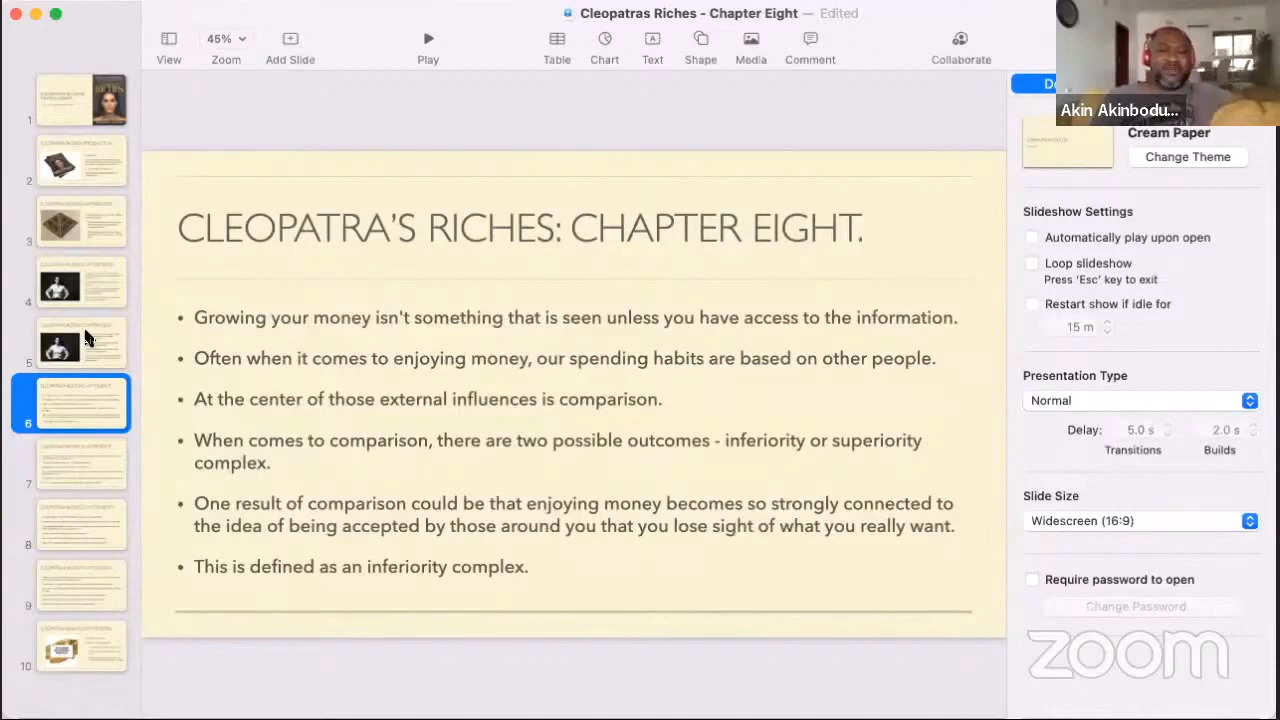 Cleopatras Riches - Chapter Eight — Edited
View
45%
Zoom
Add Slide
Play
Table
Chart
Text
Shape
Media
Comment
Collaborate
Akin Akinbodu...
1
2
3
4
5
6
7
8
9
10
CLEOPATRA'S RICHES: CHAPTER EIGHT.
• Growing your money isn't something that is seen unless you have access to the information.
• Often when it comes to enjoying money, our spending habits are based on other people.
• At the center of those external influences is comparison.
• When comes to comparison, there are two possible outcomes - inferiority or superiority
complex.
• One result of comparison could be that enjoying money becomes so strongly connected to
the idea of being accepted by those around you that you lose sight of what you really want.
• This is defined as an inferiority complex.
Cream Paper
Change Theme
Slideshow Settings
Automatically play upon open
Loop slideshow
Press 'Esc' key to exit
Restart show if idle for
15 m
Presentation Type
Normal
Delay: 5.0 s 2.0 s
Transitions Builds
Slide Size
Widescreen (16:9)
Require password to open
Change Password
zoom